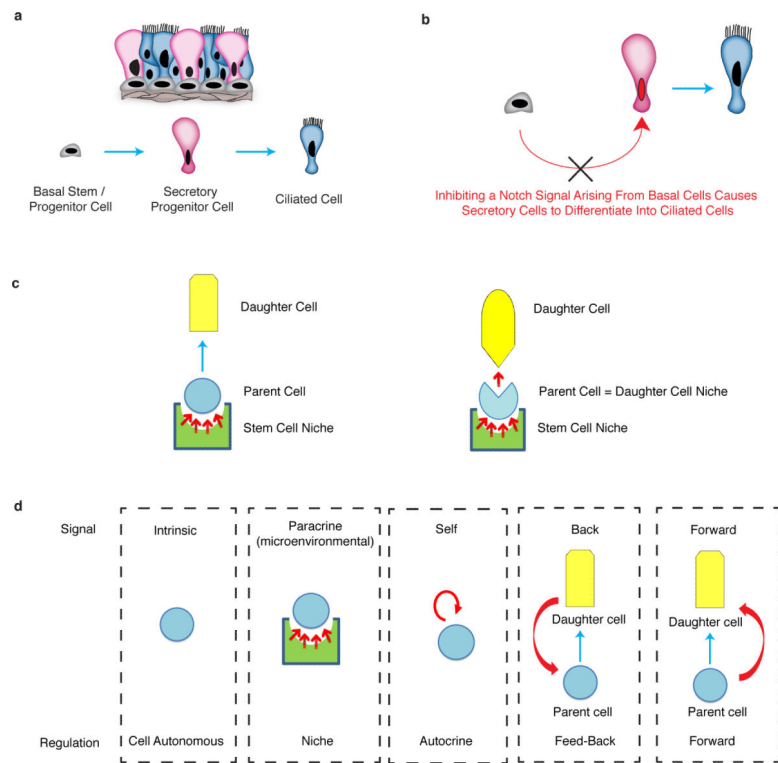 a
Basal Stem /
Progenitor Cell
Secretory
Progenitor Cell
Ciliated Cell
b
Inhibiting a Notch Signal Arising From Basal Cells Causes
Secretory Cells to Differentiate Into Ciliated Cells
c
Daughter Cell
Parent Cell
Stem Cell Niche
Daughter Cell
Parent Cell = Daughter Cell Niche
Stem Cell Niche
d
Signal
Intrinsic
Paracrine
(microenvironmental)
Self
Back
Forward
Daughter cell
Parent cell
Daughter cell
Parent cell
Regulation
Cell Autonomous
Niche
Autocrine
Feed-Back
Forward